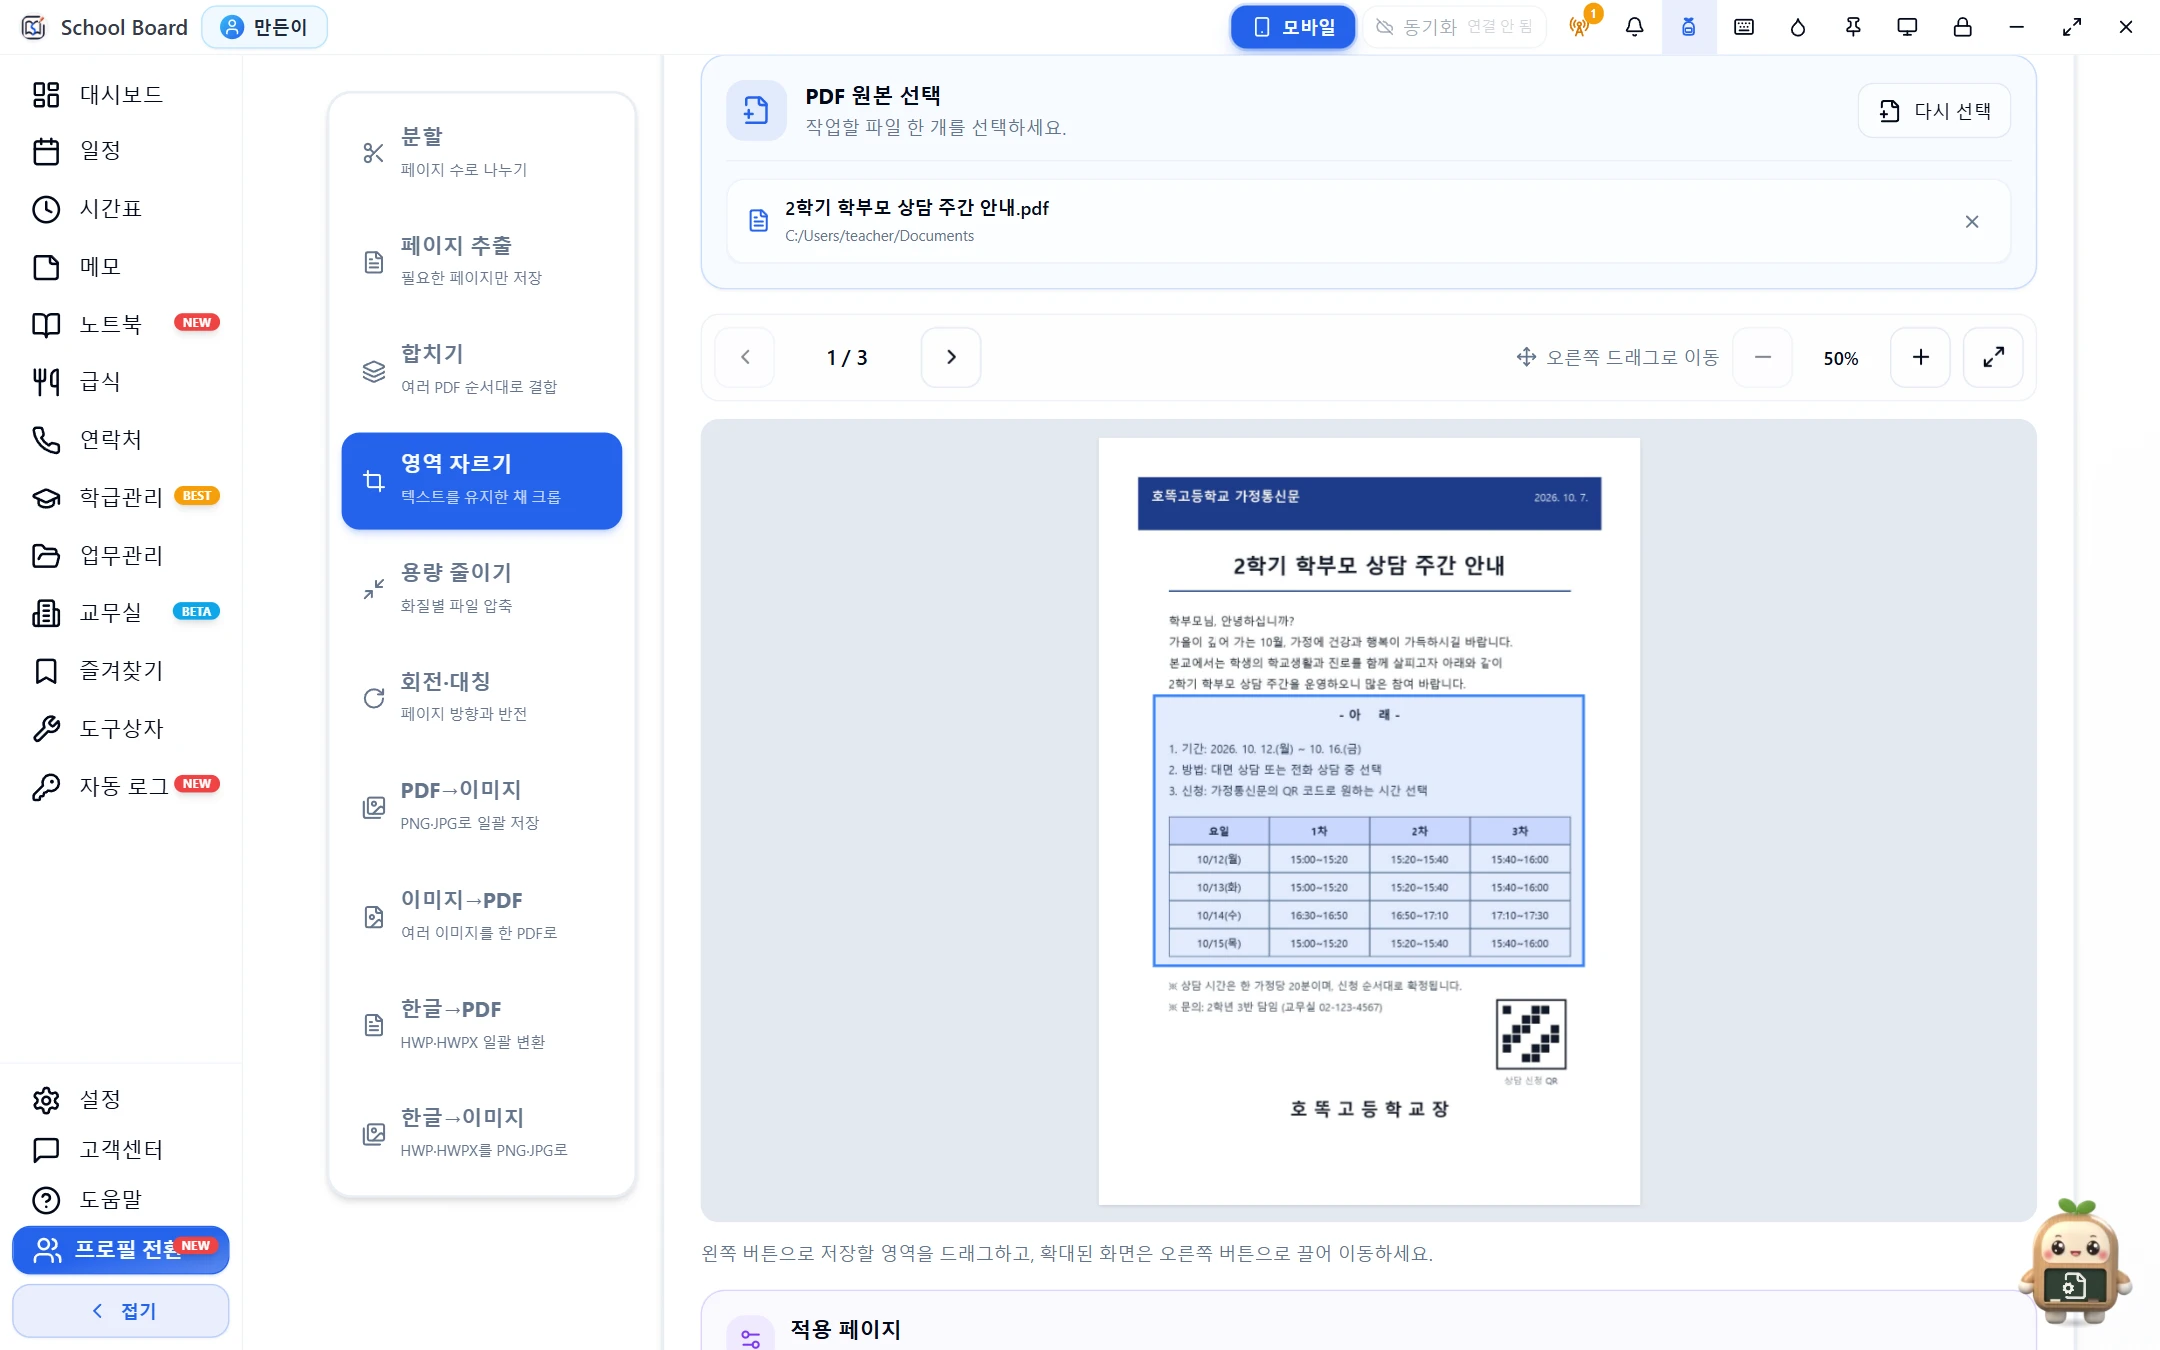 School Board
만든이
모바일
동기화 연결 안 됨
1
대시보드
일정
시간표
메모
노트북 NEW
급식
연락처
학급관리 BEST
업무관리
교무실 BETA
즐겨찾기
도구상자
자동 로그 NEW
설정
고객센터
도움말
프로필 전환 NEW
접기
분할
페이지 수로 나누기
페이지 추출
필요한 페이지만 저장
합치기
여러 PDF 순서대로 결합
영역 자르기
텍스트를 유지한 채 크롭
용량 줄이기
화질별 파일 압축
회전·대칭
페이지 방향과 반전
PDF→이미지
PNG·JPG로 일괄 저장
이미지→PDF
여러 이미지를 한 PDF로
한글→PDF
HWP·HWPX 일괄 변환
한글→이미지
HWP·HWPX를 PNG·JPG로
PDF 원본 선택
작업할 파일 한 개를 선택하세요.
다시 선택
2학기 학부모 상담 주간 안내.pdf
C:/Users/teacher/Documents
1 / 3
오른쪽 드래그로 이동
50%
호똑고등학교 가정통신문 2026. 10. 7.
2학기 학부모 상담 주간 안내
학부모님, 안녕하십니까?
가을이 깊어 가는 10월, 가정에 건강과 행복이 가득하시길 바랍니다.
본교에서는 학생의 학교생활과 진로를 함께 살피고자 아래와 같이
2학기 학부모 상담 주간을 운영하오니 많은 참여 바랍니다.
- 아 래 -
1. 기간: 2026. 10. 12.(월) ~ 10. 16.(금)
2. 방법: 대면 상담 또는 전화 상담 중 선택
3. 신청: 가정통신문의 QR 코드로 원하는 시간 선택
요일 1차 2차 3차
10/12(월) 15:00~15:20 15:20~15:40 15:40~16:00
10/13(화) 15:00~15:20 15:20~15:40 15:40~16:00
10/14(수) 16:30~16:50 16:50~17:10 17:10~17:30
10/15(목) 15:00~15:20 15:20~15:40 15:40~16:00
※ 상담 시간은 한 가정당 20분이며, 신청 순서대로 확정됩니다.
※ 문의: 2학년 3반 담임 (교무실 02-123-4567)
상담 신청 QR
호똑고등학교장
왼쪽 버튼으로 저장할 영역을 드래그하고, 확대된 화면은 오른쪽 버튼으로 끌어 이동하세요.
적용 페이지